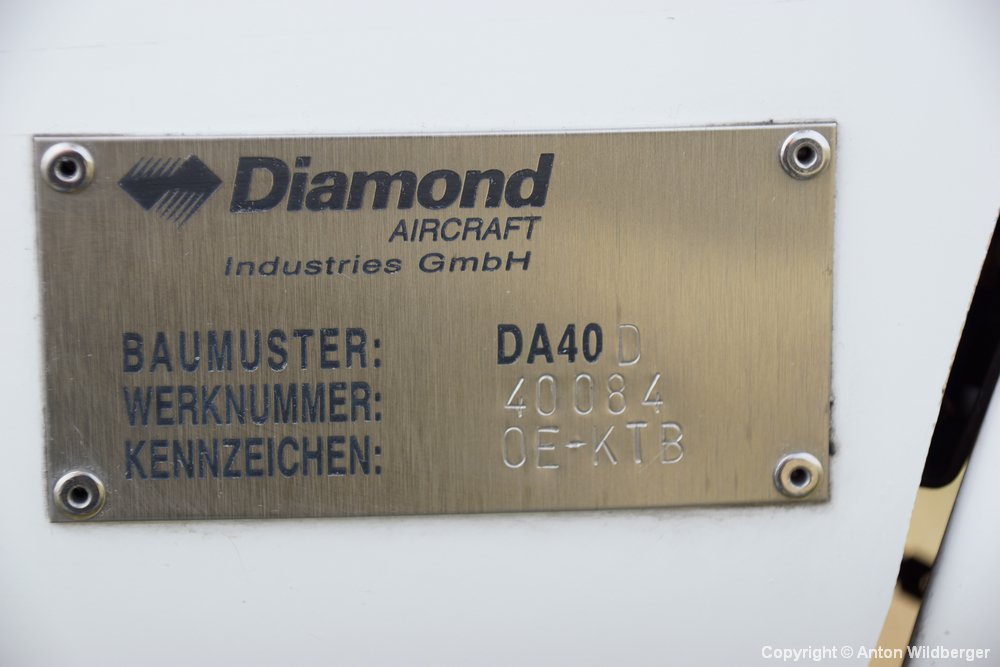 Diamond
AIRCRAFT
Industries GmbH
BAUMUSTER: DA40 D
WERKNUMMER: 40084
KENNZEICHEN: OE-KTB
Copyright © Anton Wildberger